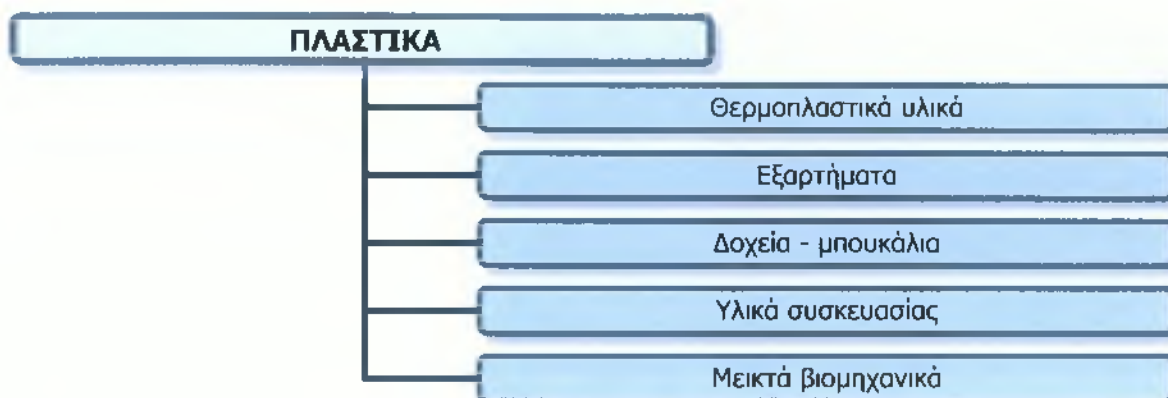 ΠΛΑΣΤΙΚΑ
Θερμοπλαστικά υλικά
Εξαρτήματα
Δοχεία - μπουκάλια
Υλικά συσκευασίας
Μεικτά βιομηχανικά